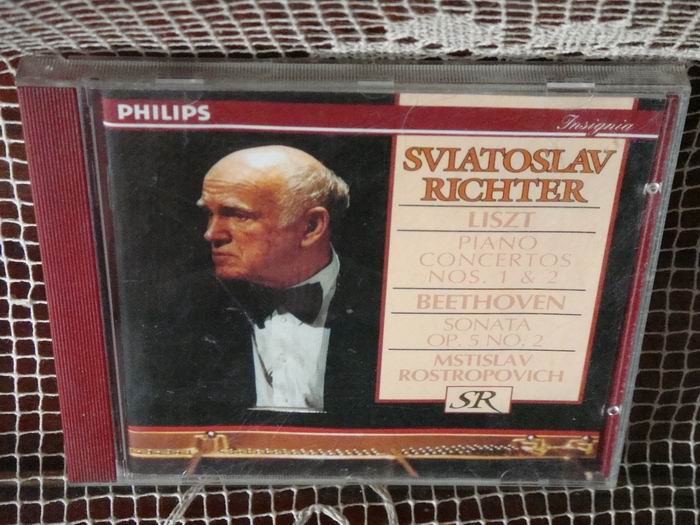 PHILIPS
Insignia
SVIATOSLAV
RICHTER
LISZT
PIANO
CONCERTOS
NOS. 1 & 2
BEETHOVEN
SONATA
OP. 5 NO. 2
MSTISLAV
ROSTROPOVICH
SR